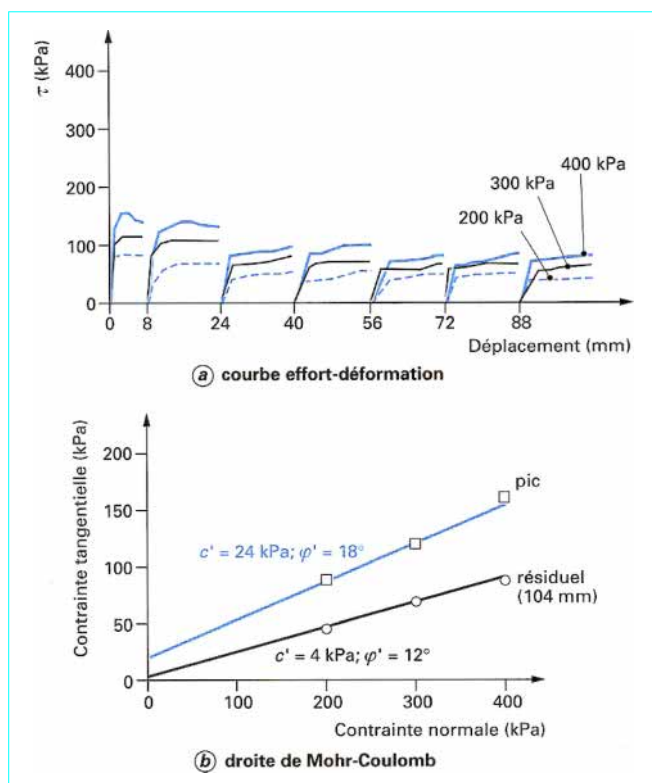 τ (kPa)
400
300
200
100
0
400 kPa
300 kPa
200 kPa
0 8 24 40 56 72 88
Déplacement (mm)
ⓐ courbe effort-déformation
Contrainte tangentielle (kPa)
200
150
100
50
0
pic
c' = 24 kPa; φ' = 18°
résiduel
(104 mm)
c' = 4 kPa; φ' = 12°
0 100 200 300 400
Contrainte normale (kPa)
ⓑ droite de Mohr-Coulomb